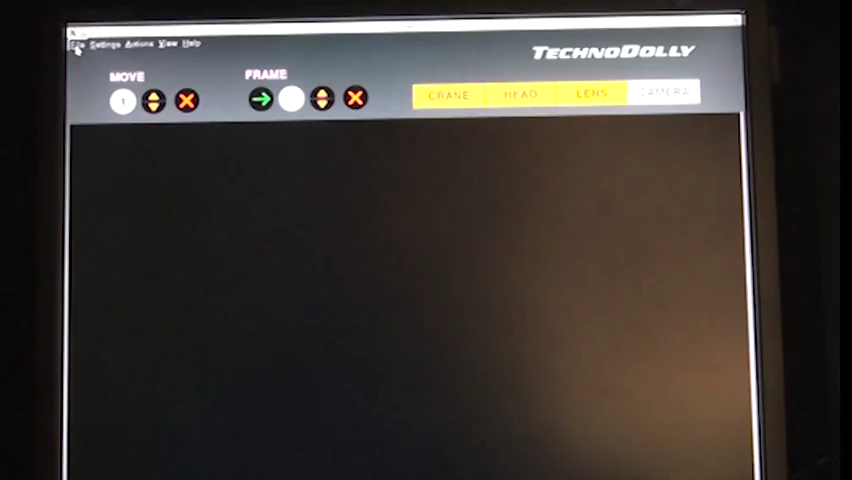 File Settings Actions View Help
TECHNODOLLY
MOVE
FRAME
1
CRANE HEAD LENS CAMERA